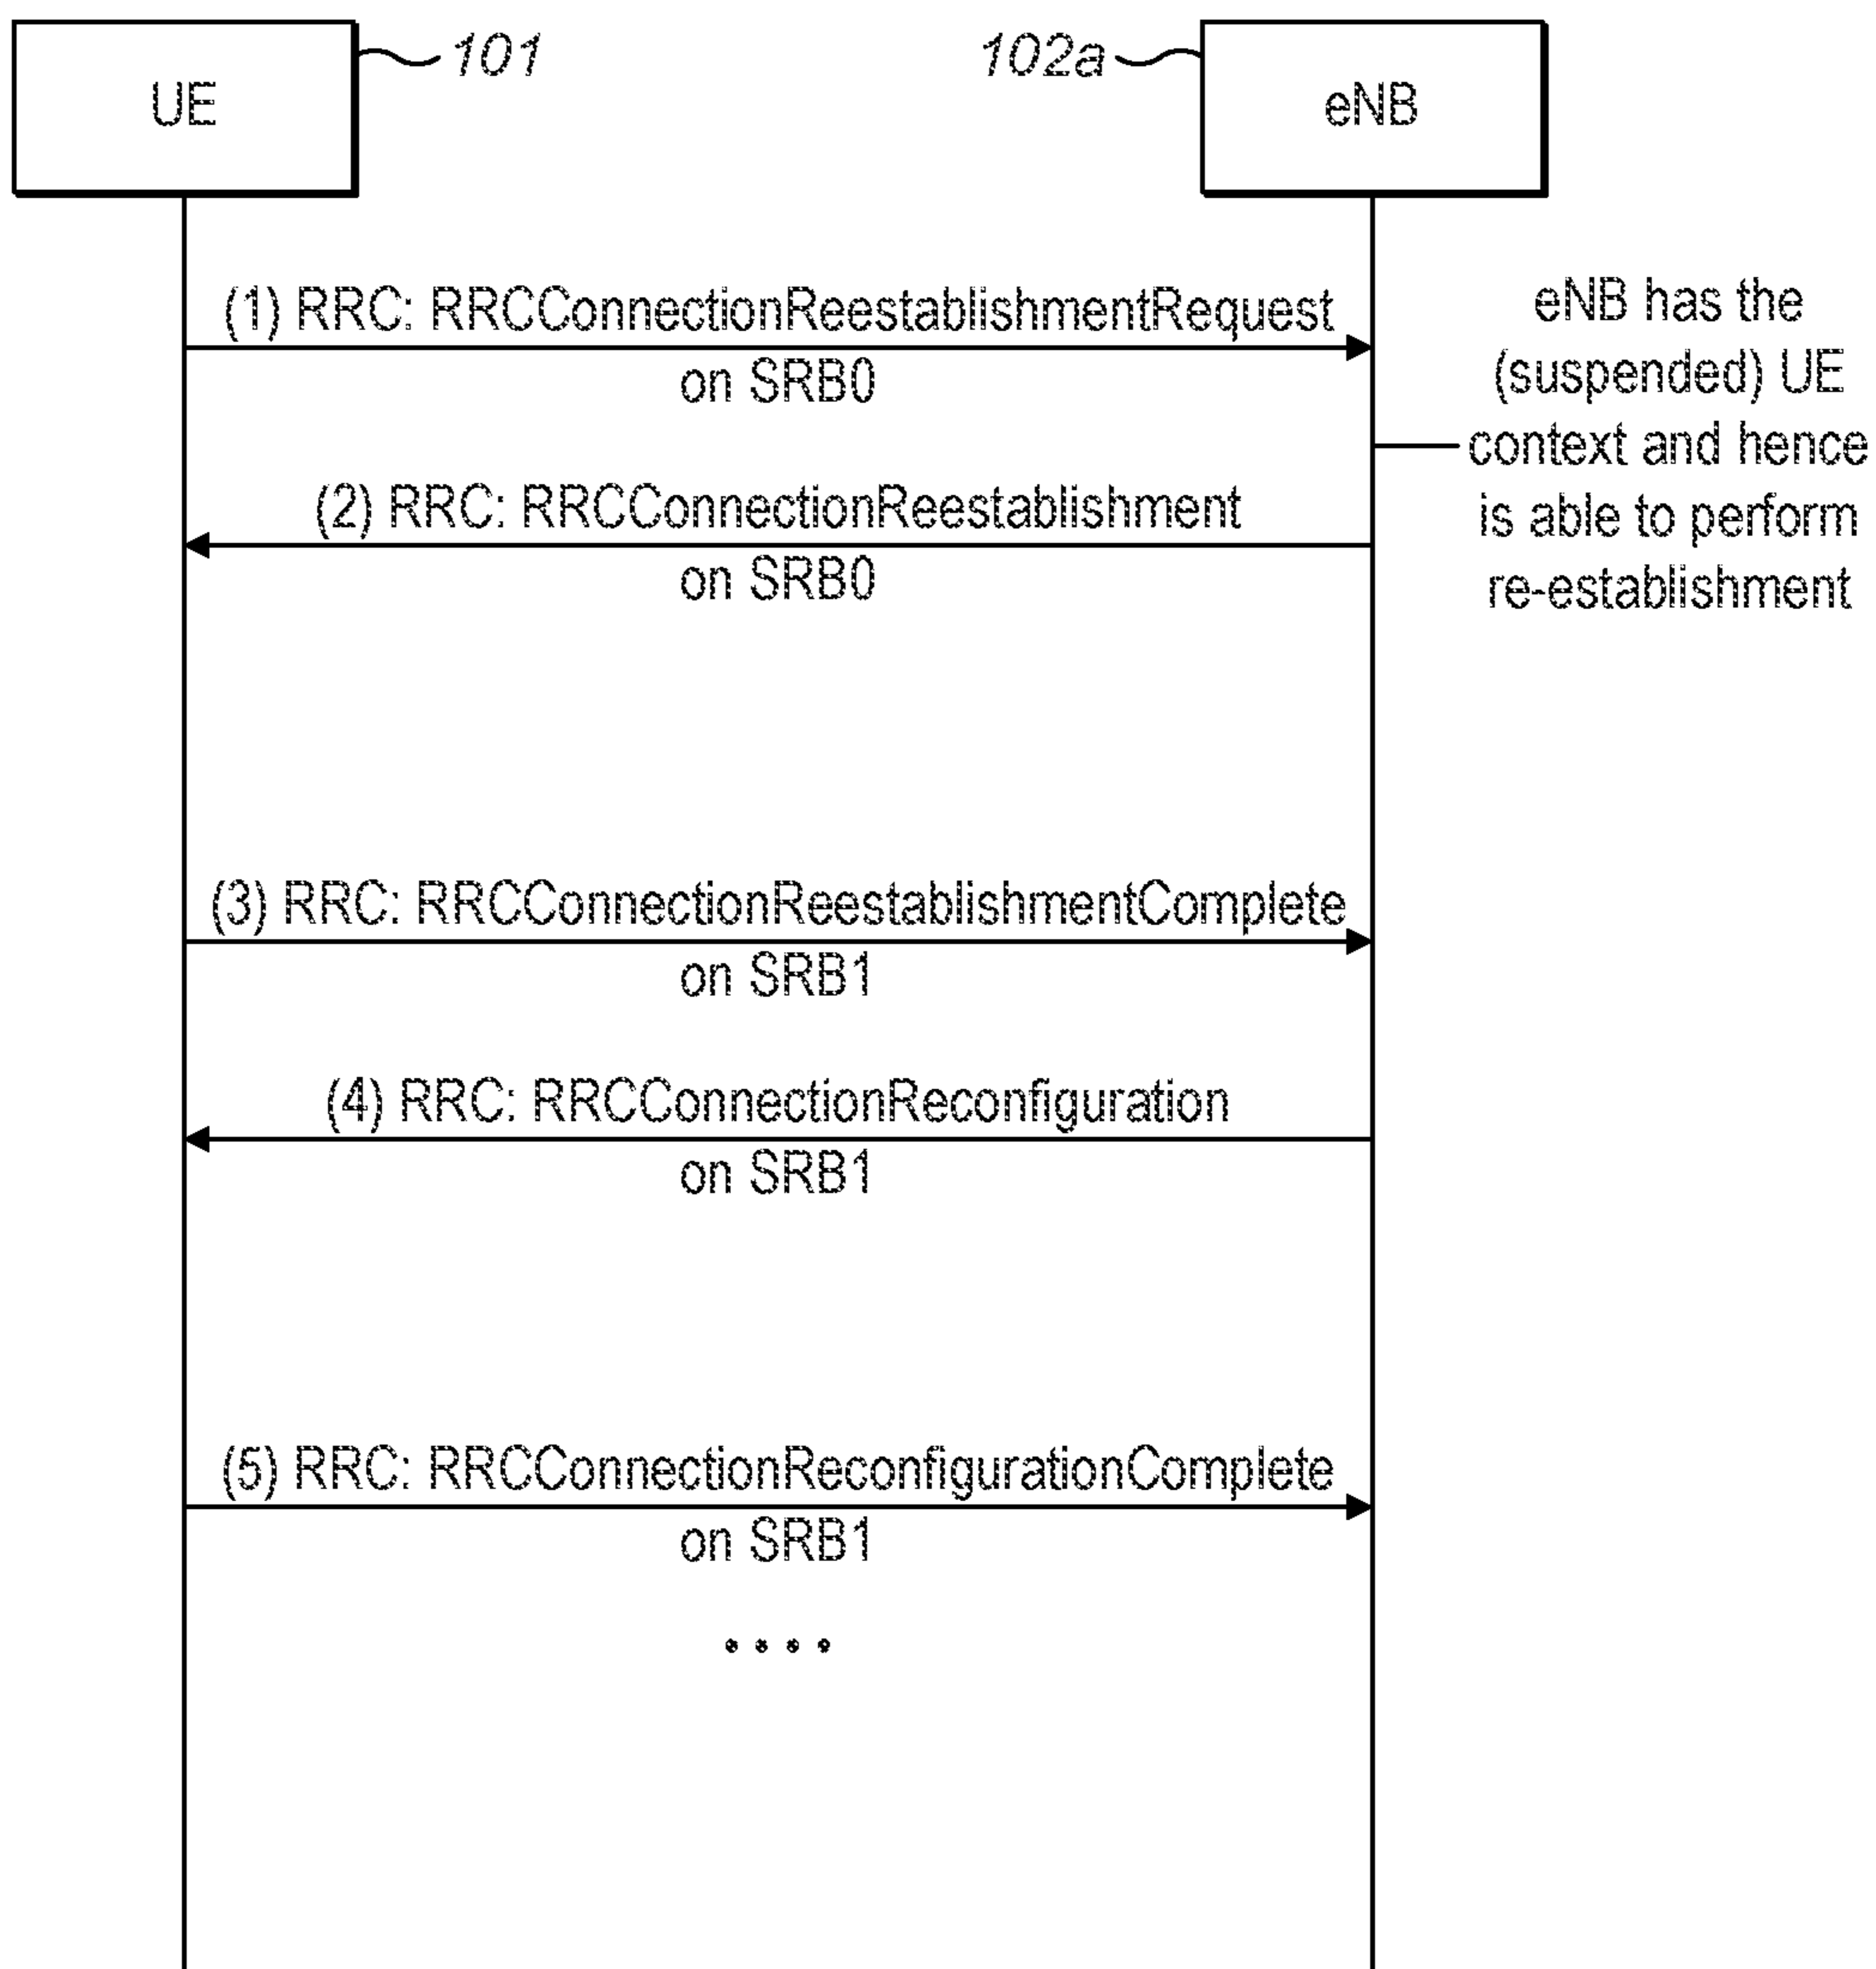 UE
101
102a
eNB
(1) RRC: RRCConnectionReestablishmentRequest
on SRB0
eNB has the
(suspended) UE
context and hence
is able to perform
re-establishment
(2) RRC: RRCConnectionReestablishment
on SRB0
(3) RRC: RRCConnectionReestablishmentComplete
on SRB1
(4) RRC: RRCConnectionReconfiguration
on SRB1
(5) RRC: RRCConnectionReconfigurationComplete
on SRB1
....